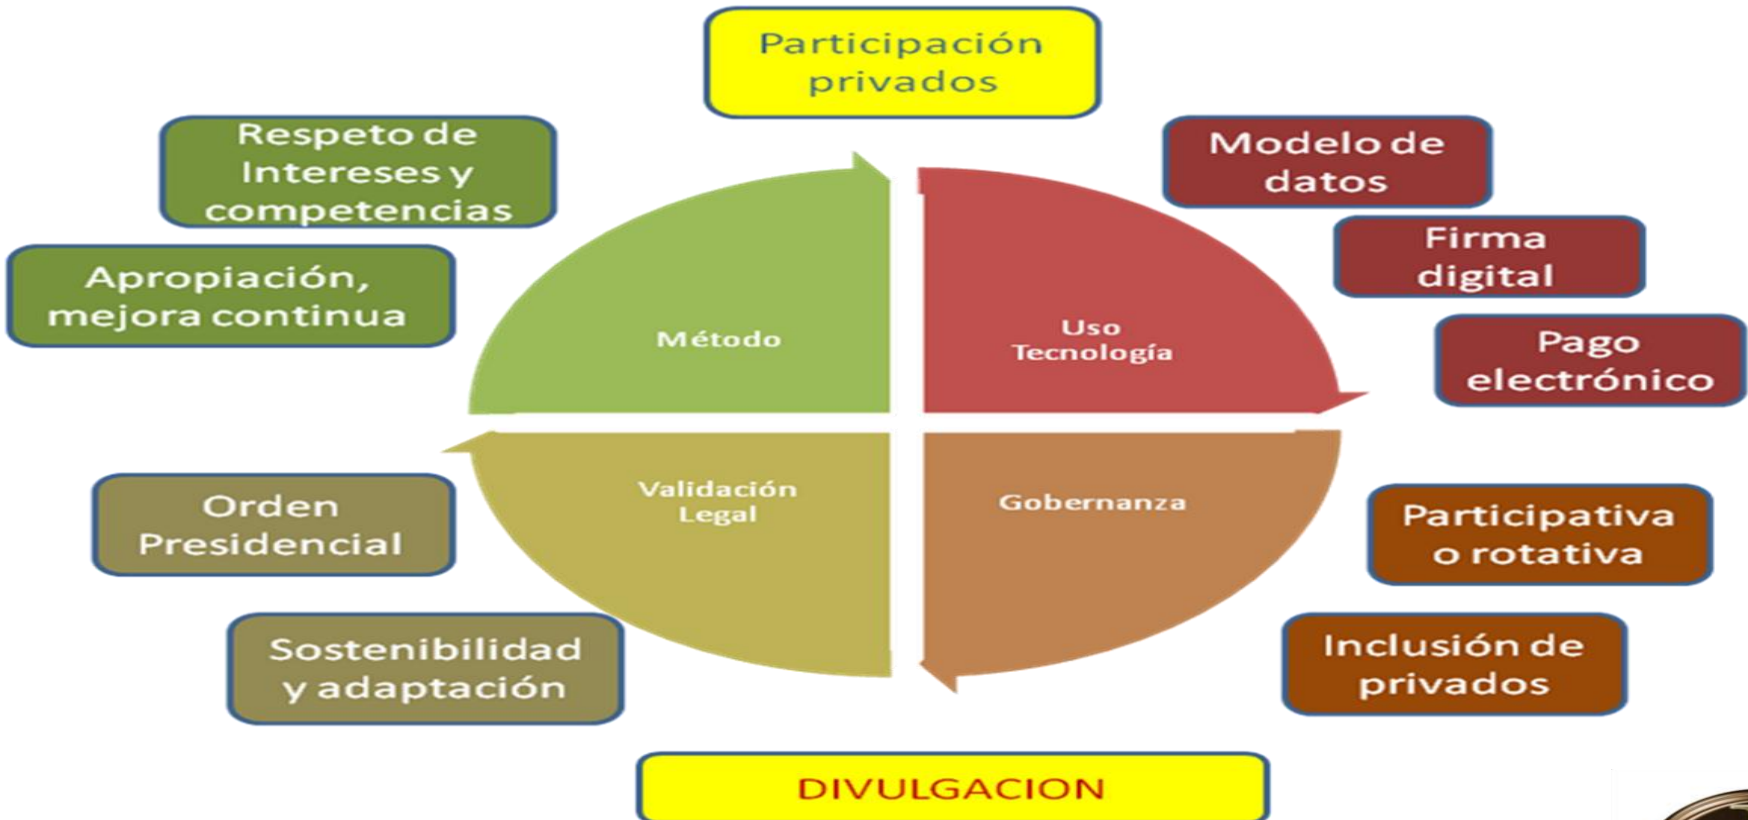 Participación
privados
Respeto de
Intereses y
competencias
Apropiación,
mejora continua
Modelo de
datos
Firma
digital
Pago
electrónico
Método
Uso
Tecnología
Validación
Legal
Gobernanza
Orden
Presidencial
Sostenibilidad
y adaptación
Participativa
o rotativa
Inclusión de
privados
DIVULGACION